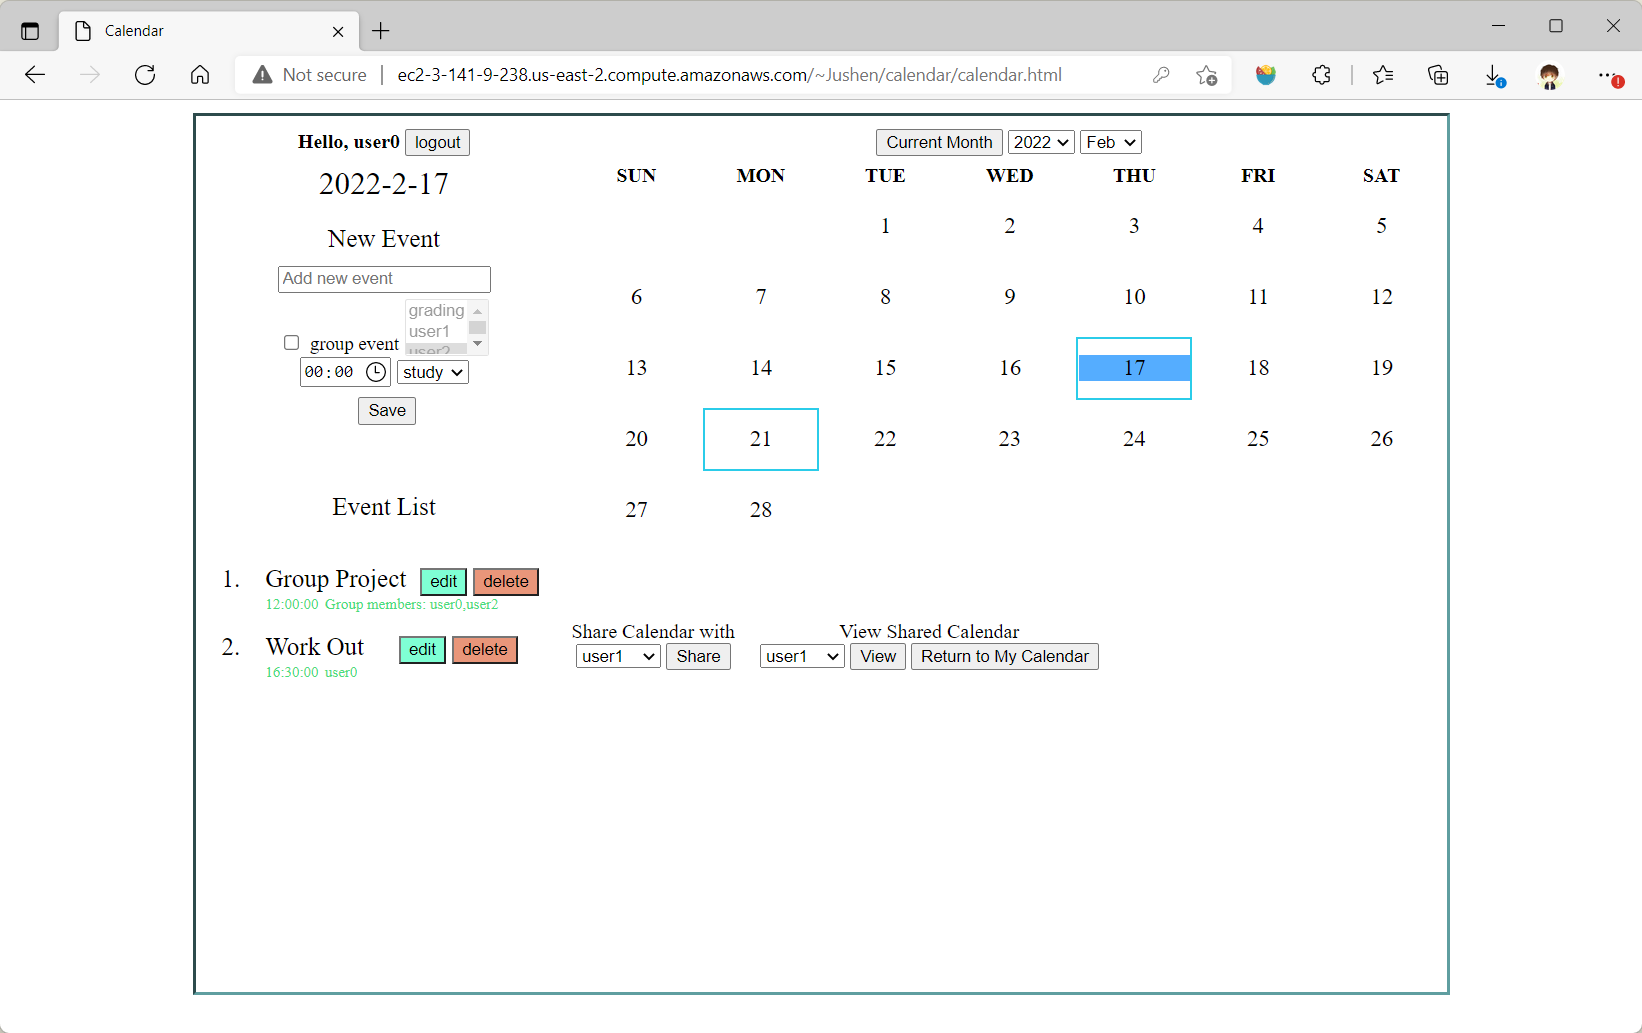 Calendar
Not secure | ec2-3-141-9-238.us-east-2.compute.amazonaws.com/~Jushen/calendar/calendar.html
Hello, user0 logout
2022-2-17
New Event
Add new event
grading
user1
user2
group event
00:00 study
Save
Current Month 2022 Feb
SUN MON TUE WED THU FRI SAT
1 2 3 4 5
6 7 8 9 10 11 12
13 14 15 16 17 18 19
20 21 22 23 24 25 26
27 28
Event List
1. Group Project edit delete
12:00:00 Group members: user0,user2
2. Work Out edit delete
16:30:00 user0
Share Calendar with
user1 Share
View Shared Calendar
user1 View Return to My Calendar